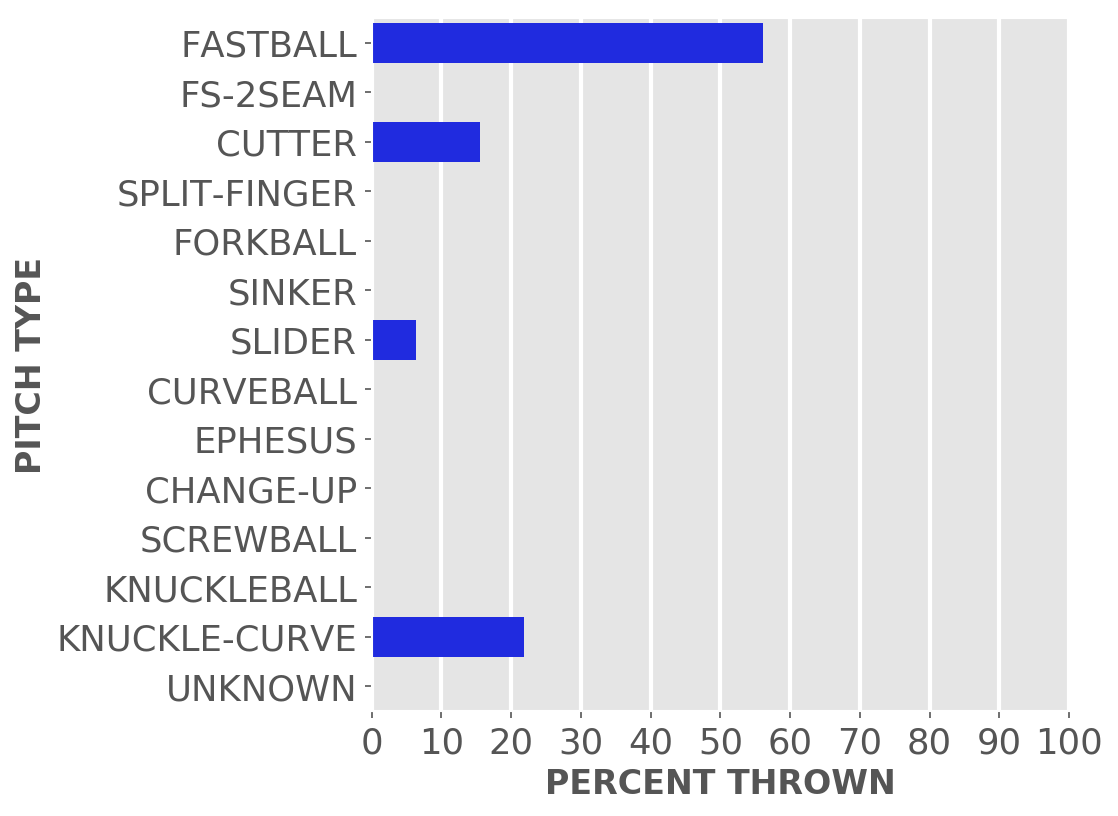 FASTBALL
FS-2SEAM
CUTTER
SPLIT-FINGER
FORKBALL
SINKER
SLIDER
CURVEBALL
EPHESUS
CHANGE-UP
SCREWBALL
KNUCKLEBALL
KNUCKLE-CURVE
UNKNOWN
PITCH TYPE
0 10 20 30 40 50 60 70 80 90 100
PERCENT THROWN